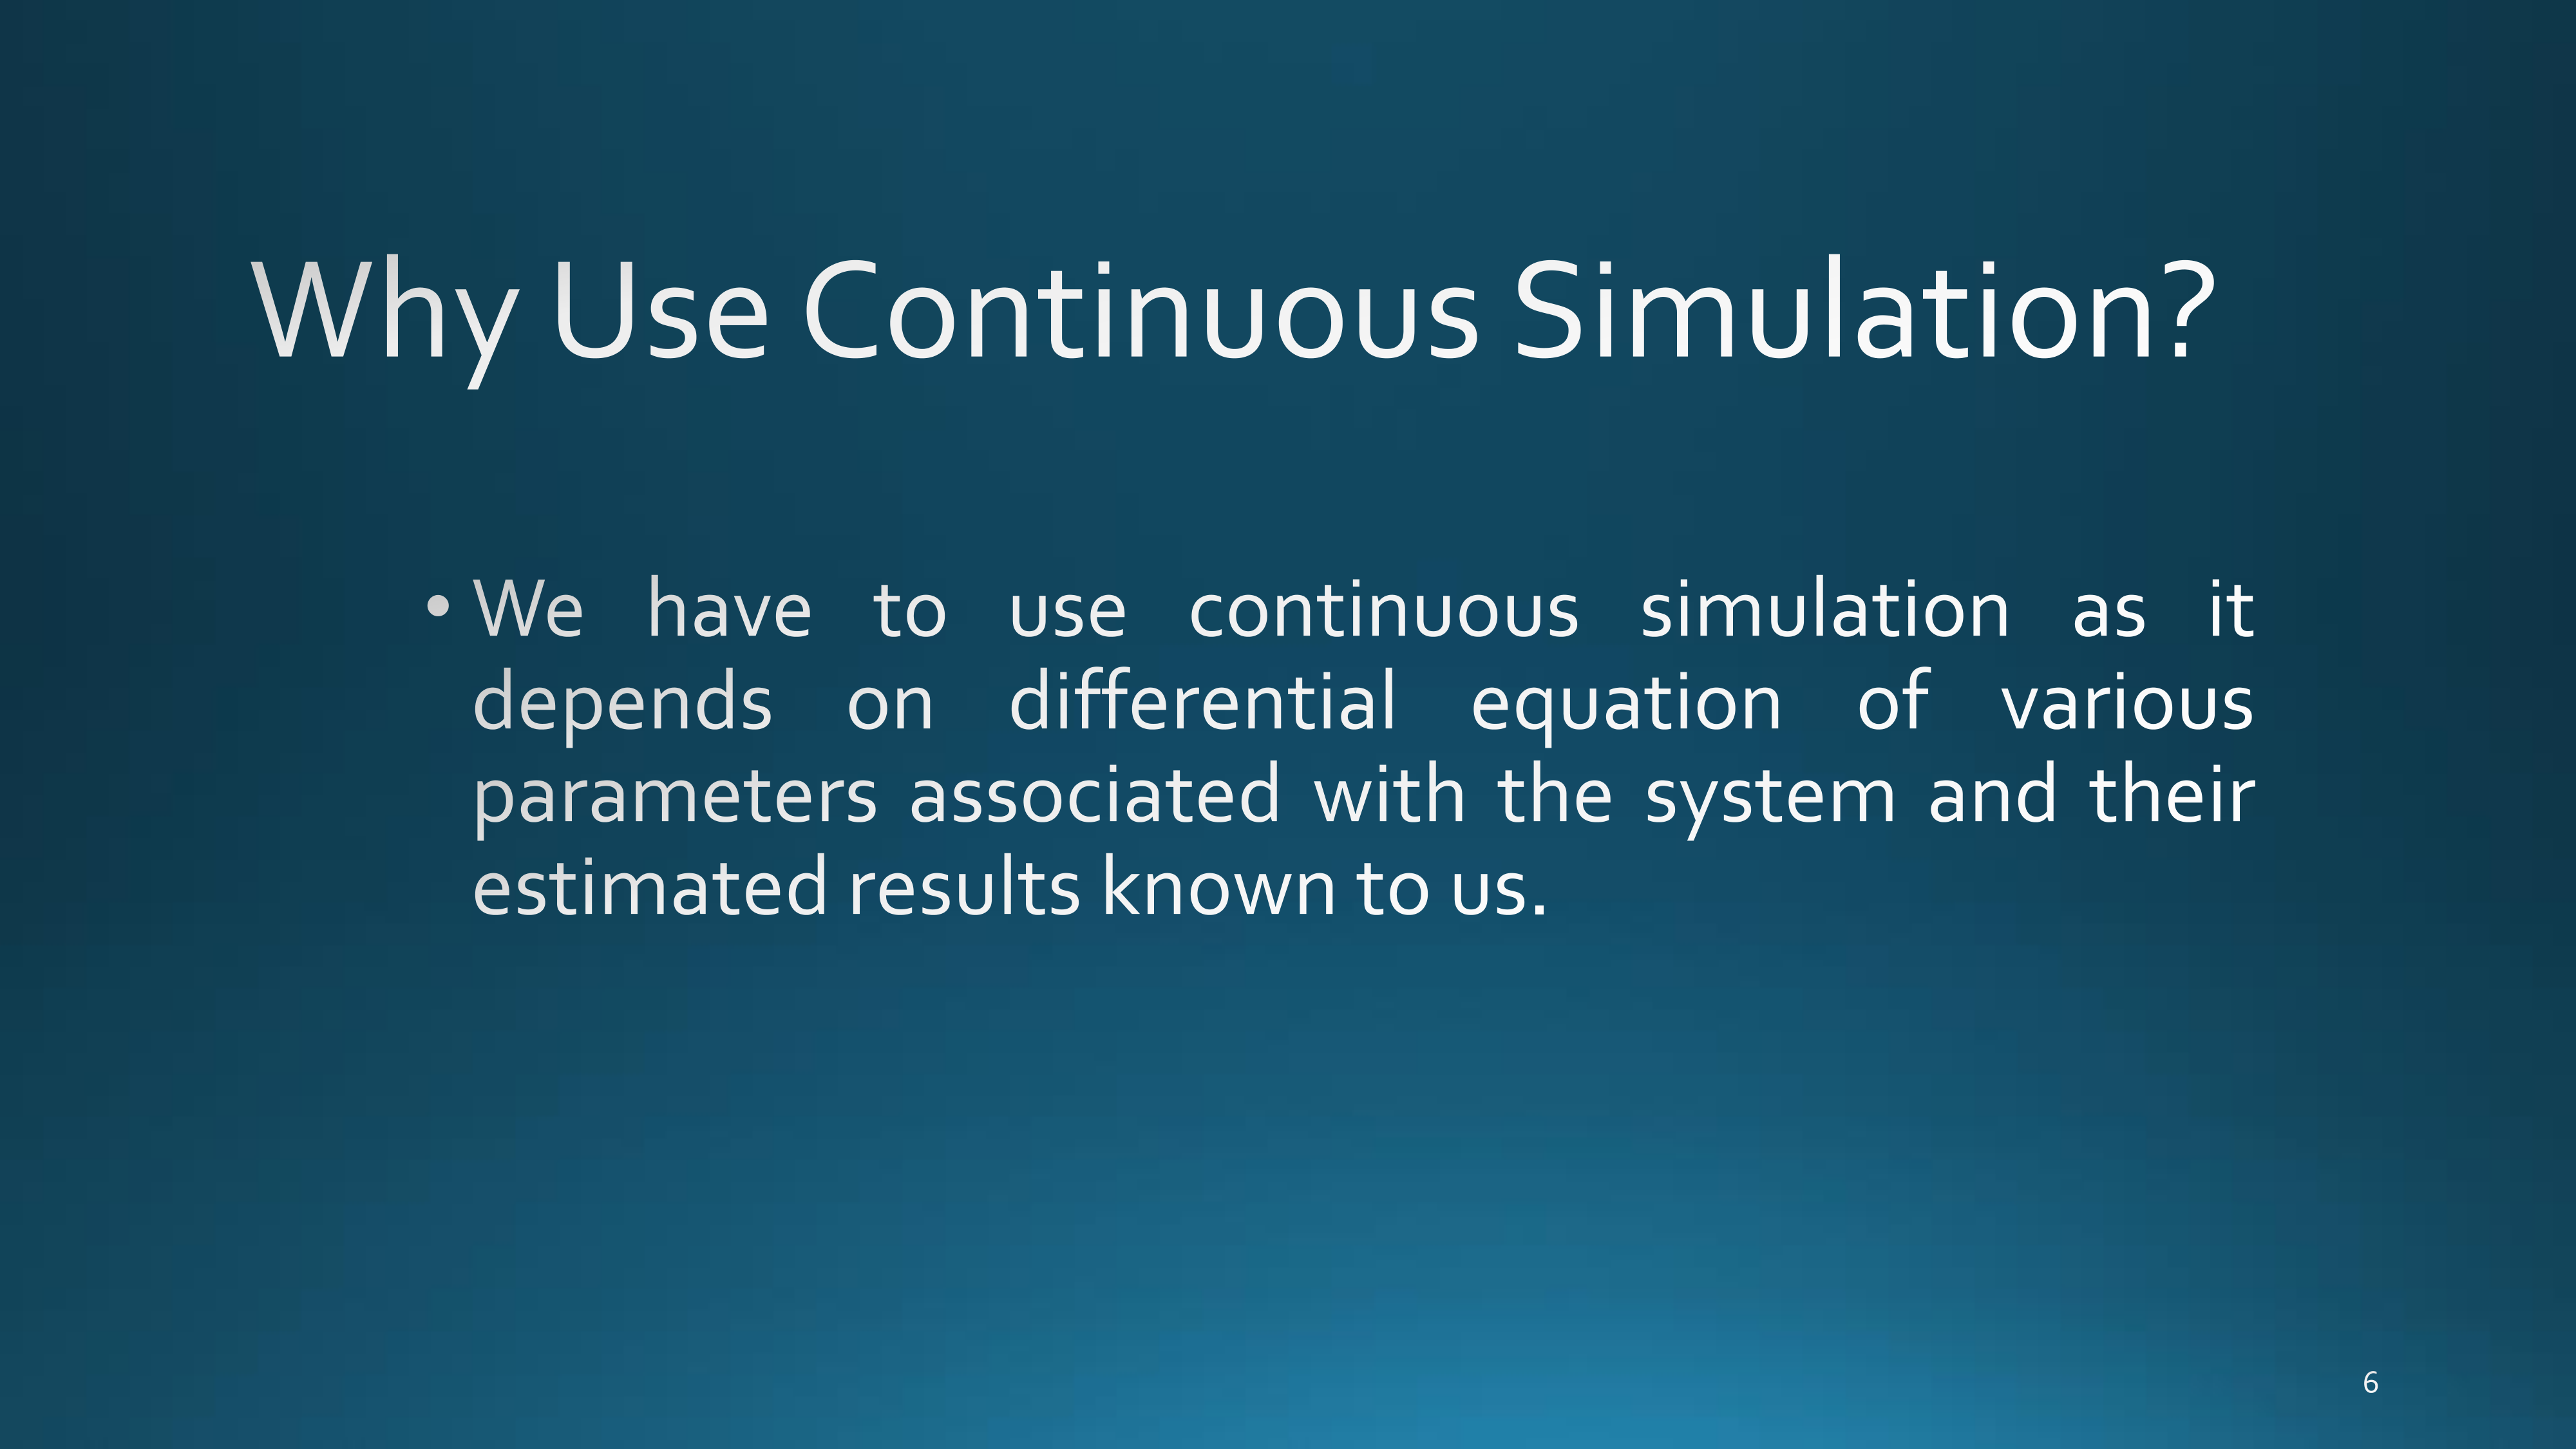 Why Use Continuous Simulation?
• We have to use continuous simulation as it
depends on differential equation of various
parameters associated with the system and their
estimated results known to us.
6